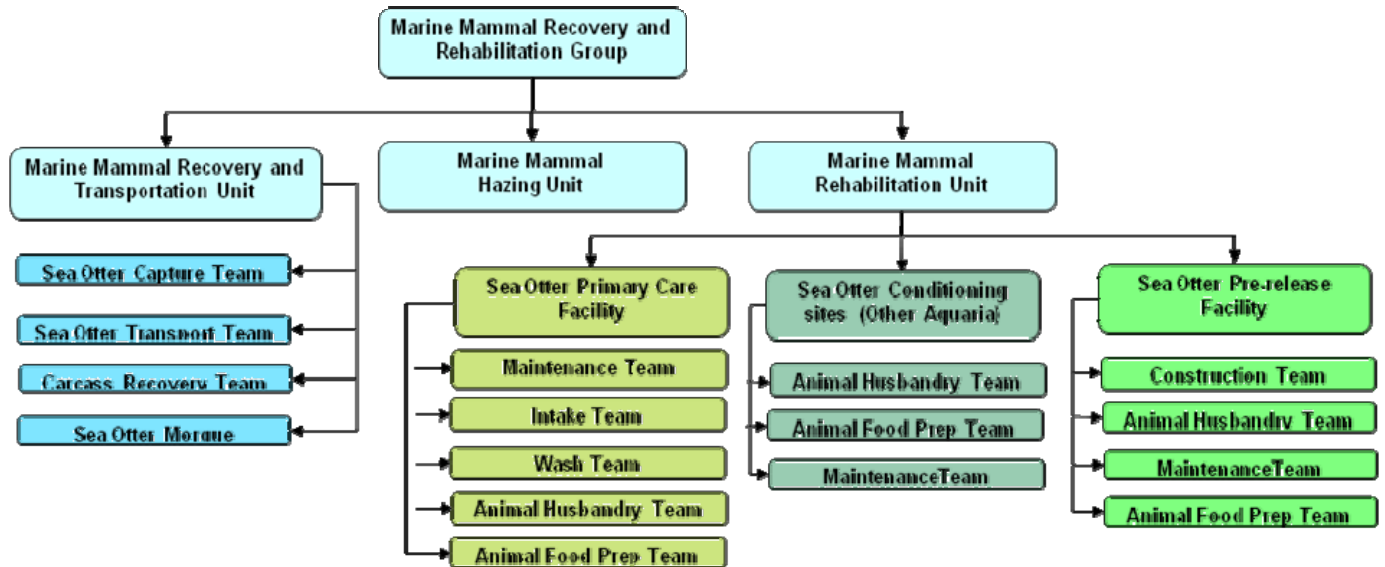 Marine Mammal Recovery and
Rehabilitation Group
Marine Mammal Recovery and
Transportation Unit
Marine Mammal
Hazing Unit
Marine Mammal
Rehabilitation Unit
Sea Otter Capture Team
Sea Otter Transport Team
Carcass Recovery Team
Sea Otter Morgue
Sea Otter Primary Care
Facility
Maintenance Team
Intake Team
Wash Team
Animal Husbandry Team
Animal Food Prep Team
Sea Otter Conditioning
sites (Other Aquaria)
Animal Husbandry Team
Animal Food Prep Team
MaintenanceTeam
Sea Otter Pre-release
Facility
Construction Team
Animal Husbandry Team
MaintenanceTeam
Animal Food Prep Team